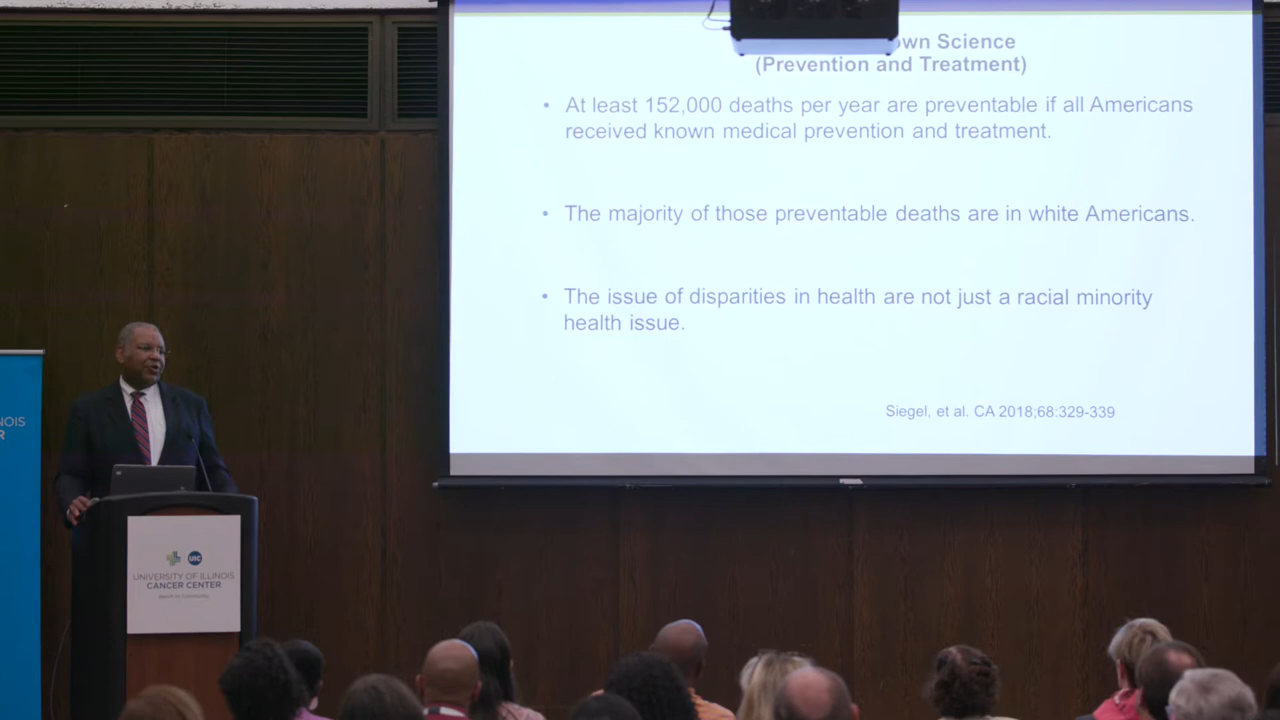 own Science
(Prevention and Treatment)
• At least 152,000 deaths per year are preventable if all Americans
received known medical prevention and treatment.
• The majority of those preventable deaths are in white Americans.
• The issue of disparities in health are not just a racial minority
health issue.
Siegel, et al. CA 2018;68:329-339
NOIS
R
UIC
UNIVERSITY OF ILLINOIS
CANCER CENTER